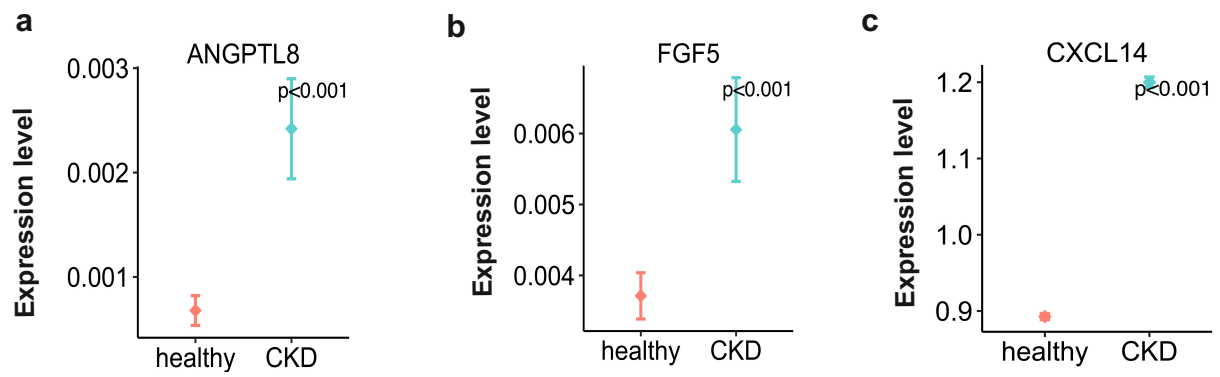 a
ANGPTL8
Expression level
0.003
0.002
0.001
p<0.001
healthy
CKD
b
FGF5
Expression level
0.006
0.005
0.004
p<0.001
healthy
CKD
c
CXCL14
Expression level
1.2
1.1
1.0
0.9
p<0.001
healthy
CKD